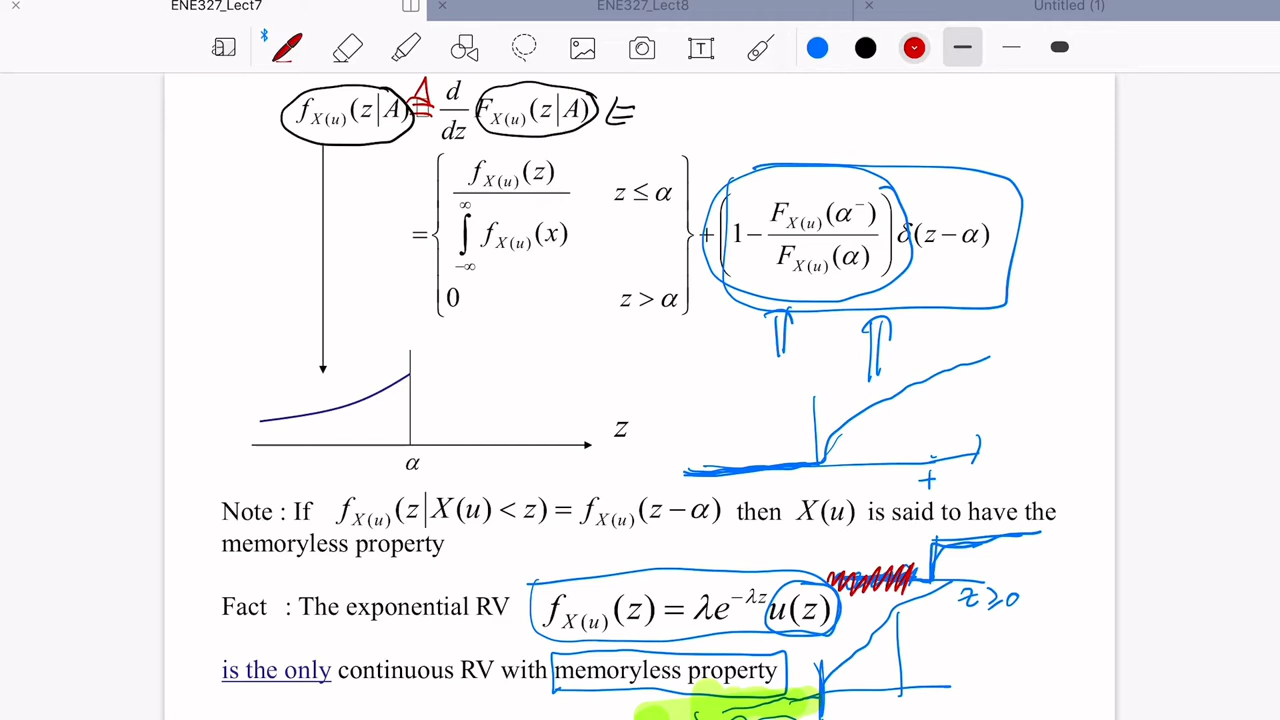 ENE327_Lect7 ENE327_Lect8 Untitled (1)
f_{X(u)}(z|A) ≜ d/dz F_{X(u)}(z|A) =
= { f_{X(u)}(z) / ∫_{-∞}^{∞} f_{X(u)}(x) z ≤ α
0 z > α } + (1 − F_{X(u)}(α⁻) / F_{X(u)}(α)) δ(z − α)
z
α
Note : If f_{X(u)}(z|X(u) < z) = f_{X(u)}(z − α) then X(u) is said to have the
memoryless property
Fact : The exponential RV f_{X(u)}(z) = λe^{−λz}u(z)
z ≥ 0
is the only continuous RV with memoryless property